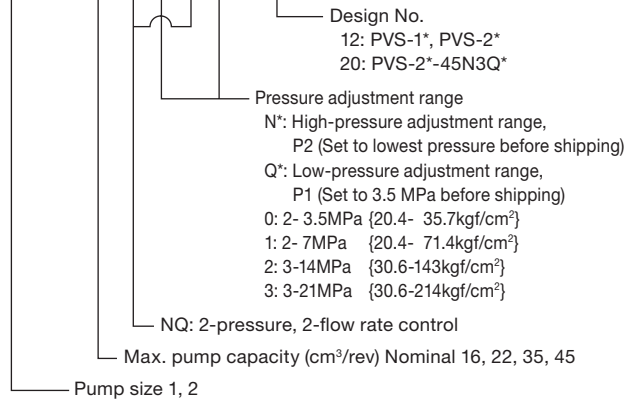 Design No.
12: PVS-1*, PVS-2*
20: PVS-2*-45N3Q*
Pressure adjustment range
N*: High-pressure adjustment range,
P2 (Set to lowest pressure before shipping)
Q*: Low-pressure adjustment range,
P1 (Set to 3.5 MPa before shipping)
0: 2- 3.5MPa {20.4- 35.7kgf/cm²}
1: 2- 7MPa {20.4- 71.4kgf/cm²}
2: 3-14MPa {30.6-143kgf/cm²}
3: 3-21MPa {30.6-214kgf/cm²}
NQ: 2-pressure, 2-flow rate control
Max. pump capacity (cm³/rev) Nominal 16, 22, 35, 45
Pump size 1, 2